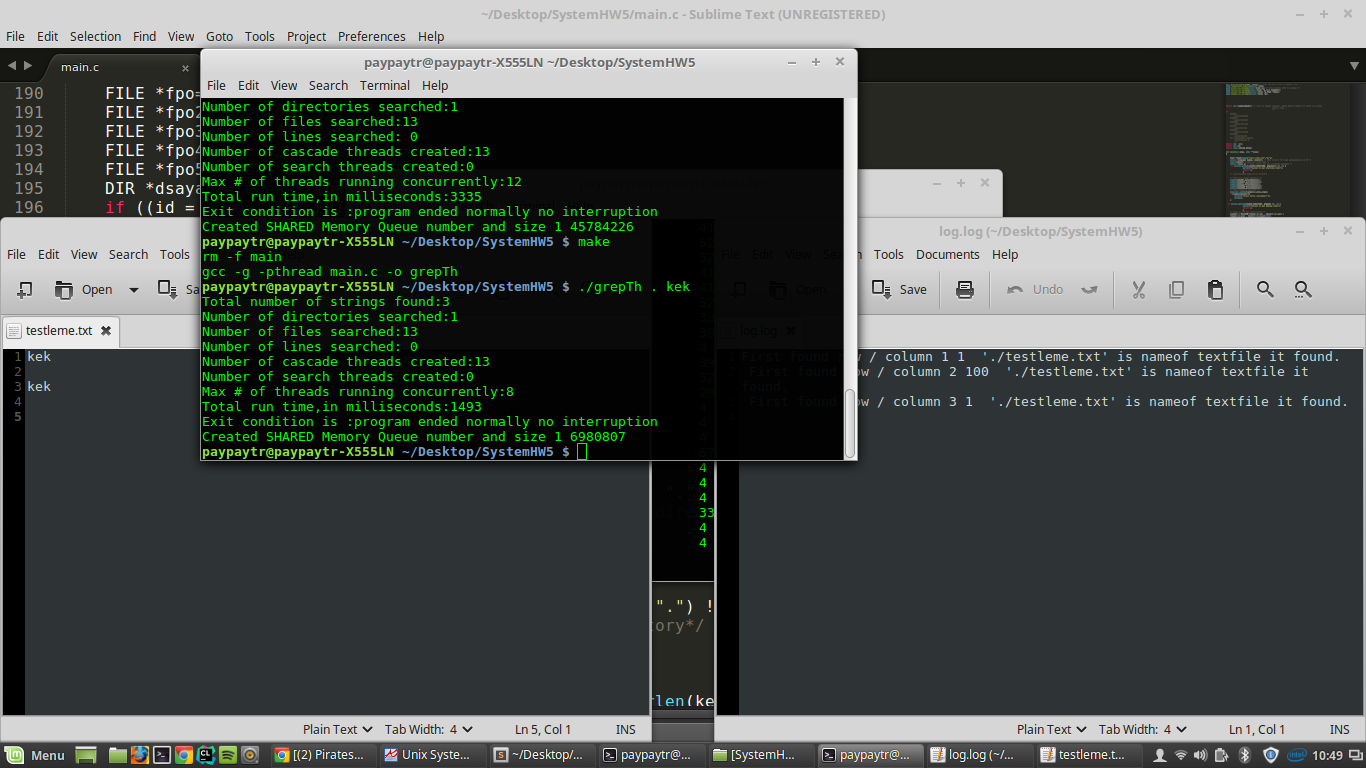 ~/Desktop/SystemHW5/main.c - Sublime Text (UNREGISTERED)
File Edit Selection Find View Goto Tools Project Preferences Help
main.c
190 FILE *fpo
191 FILE *fpo
192 FILE *fpo
193 FILE *fpo
194 FILE *fpo
195 DIR *dsaya
196 if ((id =
paypaytr@paypaytr-X555LN ~/Desktop/SystemHW5
File Edit View Search Terminal Help
Number of directories searched:1
Number of files searched:13
Number of lines searched: 0
Number of cascade threads created:13
Number of search threads created:0
Max # of threads running concurrently:12
Total run time,in milliseconds:3335
Exit condition is :program ended normally no interruption
Created SHARED Memory Queue number and size 1 45784226
paypaytr@paypaytr-X555LN ~/Desktop/SystemHW5 $ make
rm -f main
gcc -g -pthread main.c -o grepTh
paypaytr@paypaytr-X555LN ~/Desktop/SystemHW5 $ ./grepTh . kek
Total number of strings found:3
Number of directories searched:1
Number of files searched:13
Number of lines searched: 0
Number of cascade threads created:13
Number of search threads created:0
Max # of threads running concurrently:8
Total run time,in milliseconds:1493
Exit condition is :program ended normally no interruption
Created SHARED Memory Queue number and size 1 6980807
paypaytr@paypaytr-X555LN ~/Desktop/SystemHW5 $
File Edit View Search Tools
Open Sa
testleme.txt
1 kek
2
3 kek
4
5
Plain Text Tab Width: 4 Ln 5, Col 1 INS
4
4
4
33
4
4
".") !
tory*/
rlen(ke
log.log (~/Desktop/SystemHW5)
File Edit View Search Tools Documents Help
Open Save Undo
log.log
First found row / column 1 1 './testleme.txt' is nameof textfile it found.
First found row / column 2 100 './testleme.txt' is nameof textfile it
found.
First found row / column 3 1 './testleme.txt' is nameof textfile it found.
Plain Text Tab Width: 4 Ln 1, Col 1 INS
Menu [(2) Pirates... Unix Syste... ~/Desktop/... paypaytr@... [SystemH... paypaytr@... log.log (~/... testleme.t... intel 10:49